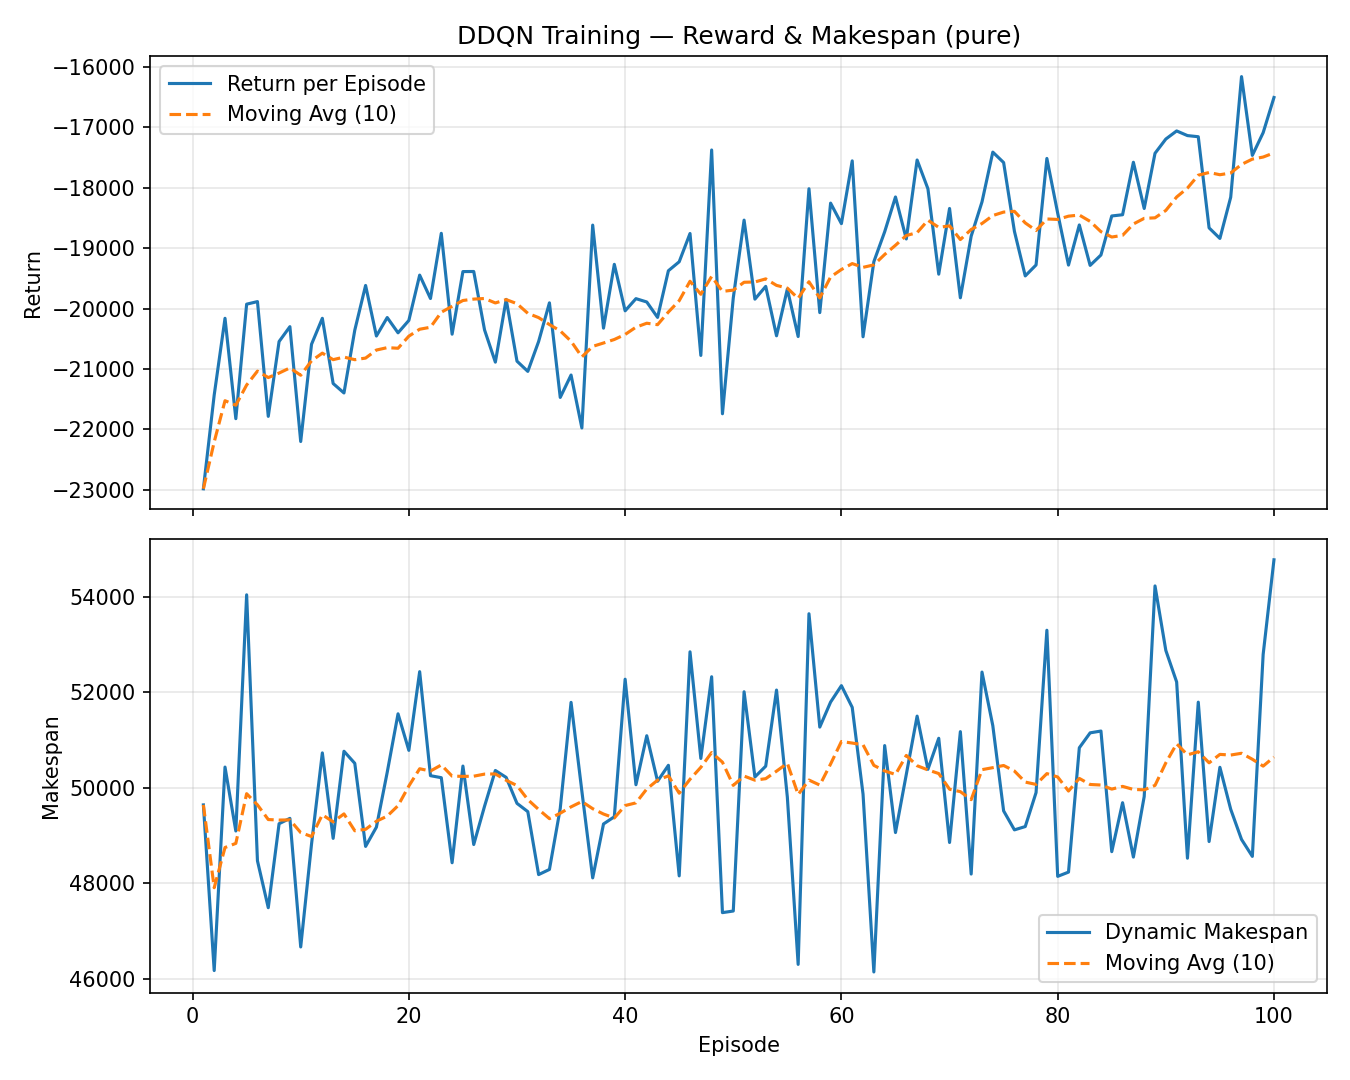 DDQN Training — Reward & Makespan (pure)
Return per Episode
Moving Avg (10)
−16000
−17000
−18000
−19000
−20000
−21000
−22000
−23000
Return
54000
52000
50000
48000
46000
Makespan
Dynamic Makespan
Moving Avg (10)
0 20 40 60 80 100
Episode